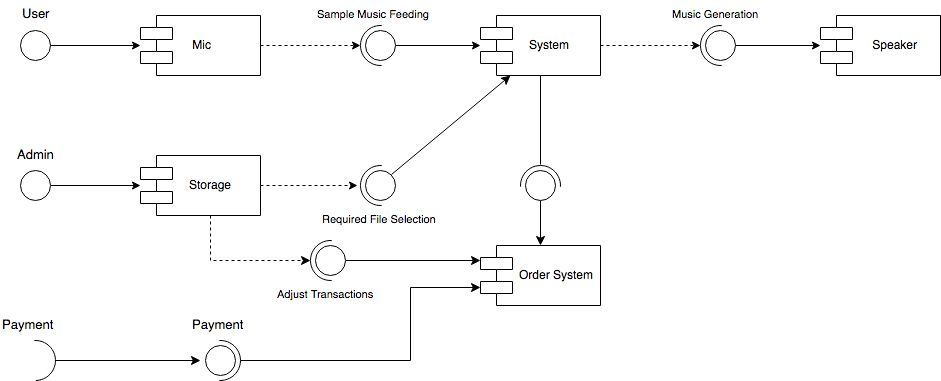 User
Sample Music Feeding
Music Generation
Mic
System
Speaker
Admin
Storage
Required File Selection
Order System
Adjust Transactions
Payment
Payment